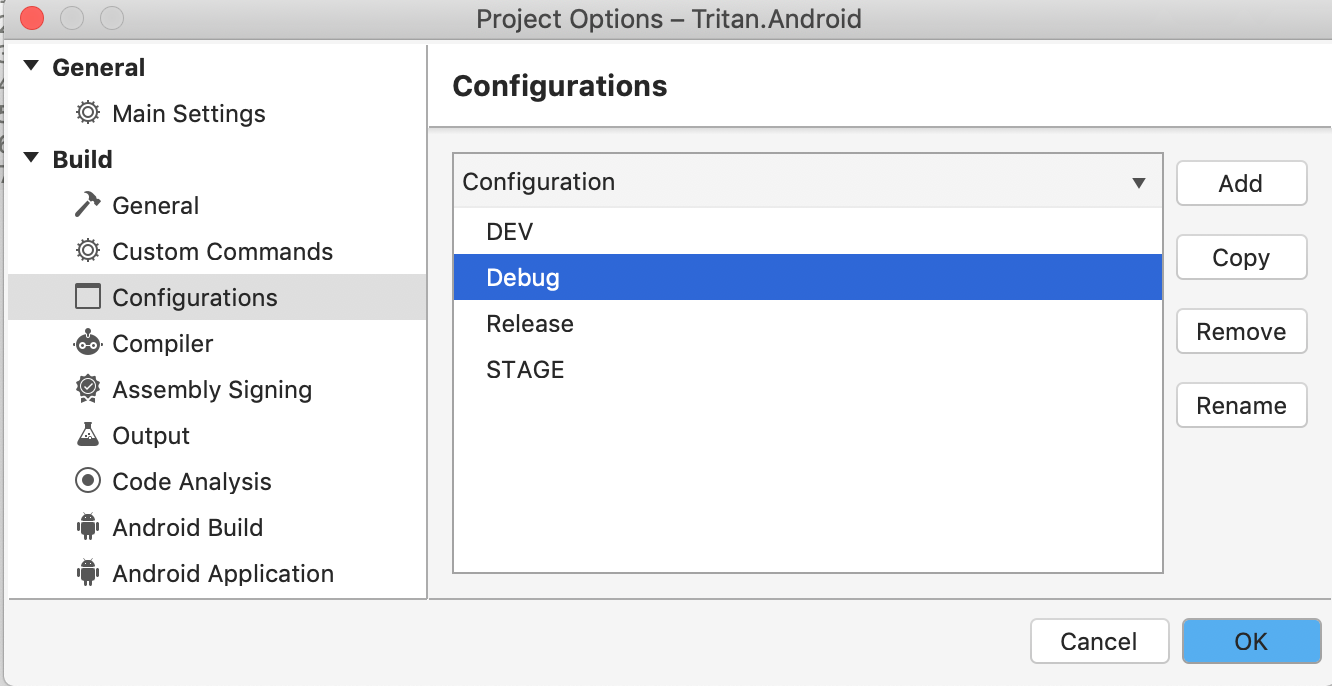 Project Options – Tritan.Android
General
Main Settings
Build
General
Custom Commands
Configurations
Compiler
Assembly Signing
Output
Code Analysis
Android Build
Android Application
Configurations
Configuration
DEV
Debug
Release
STAGE
Add
Copy
Remove
Rename
Cancel
OK